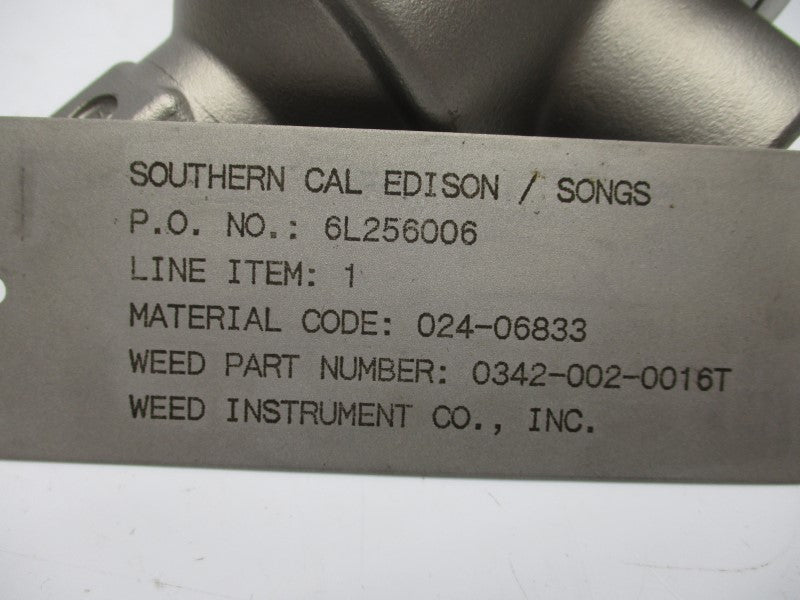 SOUTHERN CAL EDISON / SONGS
P.O. NO.: 6L256006
LINE ITEM: 1
MATERIAL CODE: 024-06833
WEED PART NUMBER: 0342-002-0016T
WEED INSTRUMENT CO., INC.